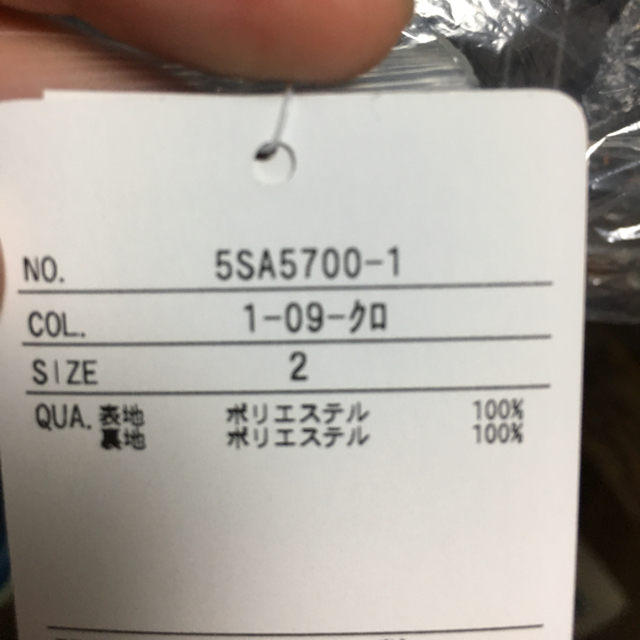 NO. 5SA5700-1
COL. 1-09-クロ
SIZE 2
QUA. 表地 ポリエステル 100%
裏地 ポリエステル 100%